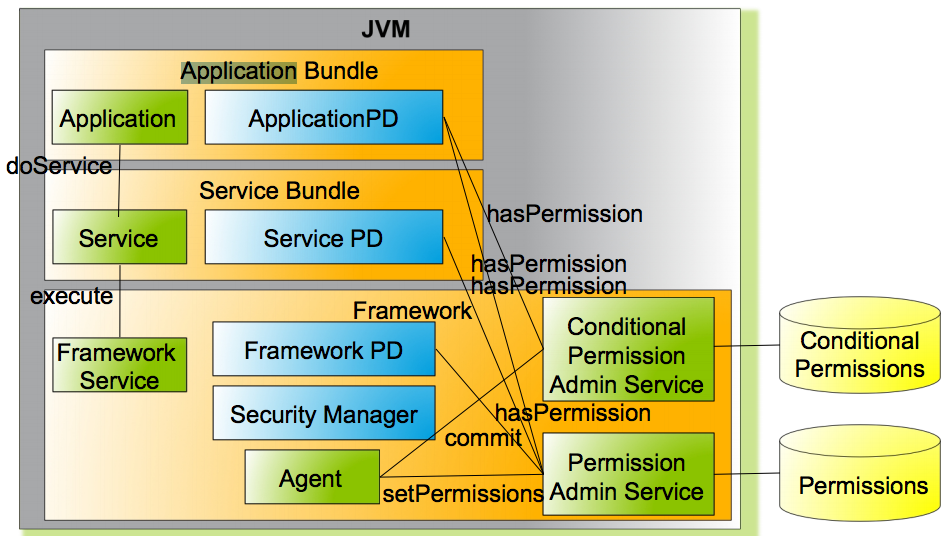 JVM
Application Bundle
Application
ApplicationPD
doService
Service Bundle
hasPermission
Service
Service PD
hasPermission
hasPermission
execute
Framework
Conditional
Permission
Admin Service
Conditional
Permissions
Framework PD
Framework
Service
Security Manager
hasPermission
commit
Agent
setPermissions
Permission
Admin Service
Permissions